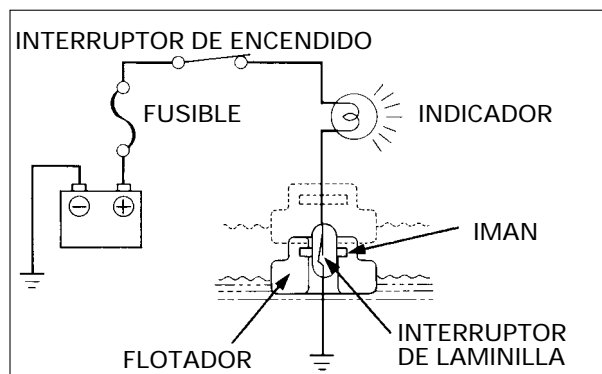 INTERRUPTOR DE ENCENDIDO
FUSIBLE
INDICADOR
IMAN
INTERRUPTOR
DE LAMINILLA
FLOTADOR